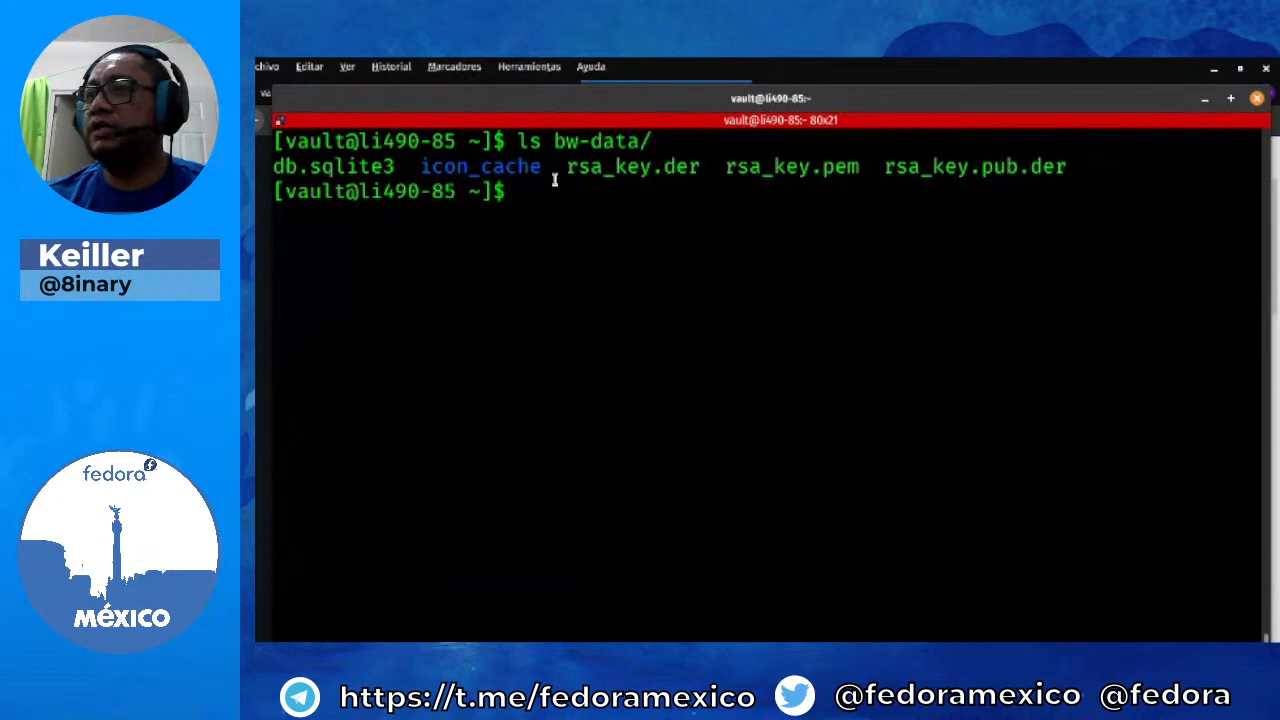 chivo Editar Ver Historial Marcadores Herramientas Ayuda
va
vault@li490-85:~
vault@li490-85:~ 80x21
[vault@li490-85 ~]$ ls bw-data/
db.sqlite3 icon_cache rsa_key.der rsa_key.pem rsa_key.pub.der
[vault@li490-85 ~]$
Keiller
@8inary
fedora
MéXICO
https://t.me/fedoramexico @fedoramexico @fedora